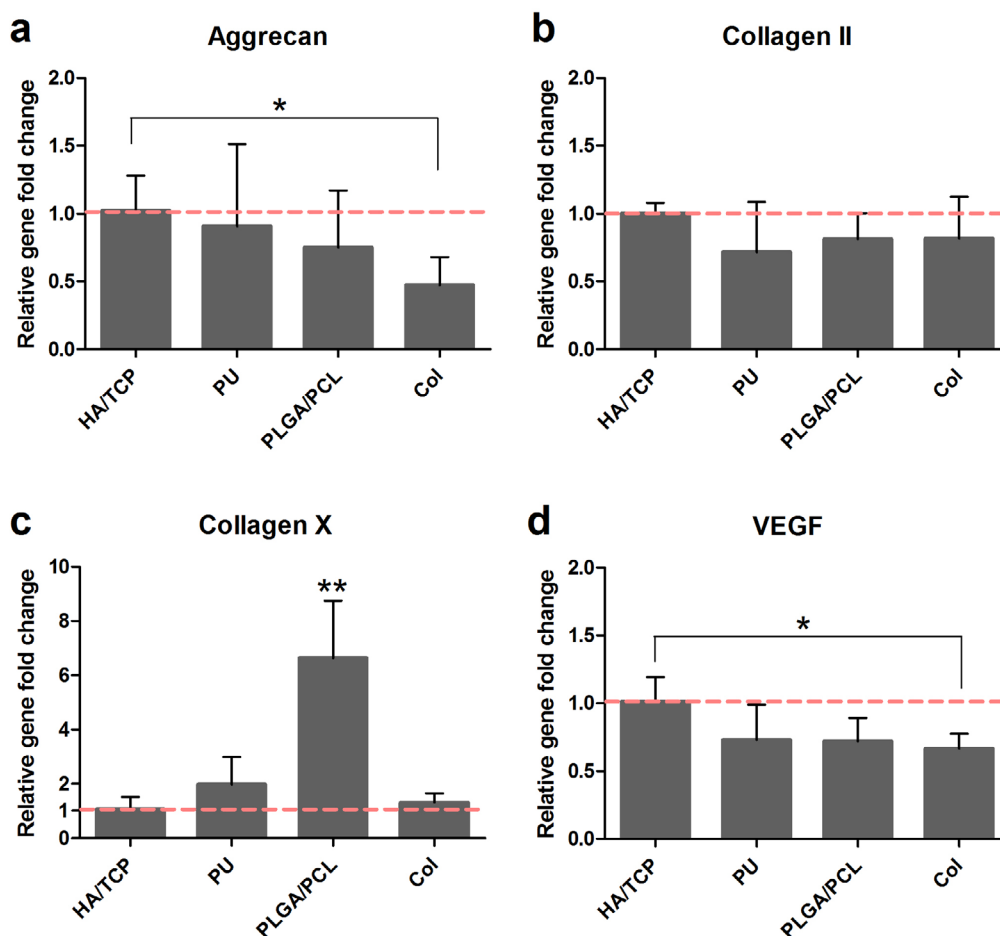 a
Aggrecan
Relative gene fold change
2.0
1.5
1.0
0.5
0.0
*
HA/TCP
PU
PLGA/PCL
Col
b
Collagen II
Relative gene fold change
2.0
1.5
1.0
0.5
0.0
HA/TCP
PU
PLGA/PCL
Col
c
Collagen X
Relative gene fold change
10
8
6
4
2
1
0
**
HA/TCP
PU
PLGA/PCL
Col
d
VEGF
Relative gene fold change
2.0
1.5
1.0
0.5
0.0
*
HA/TCP
PU
PLGA/PCL
Col